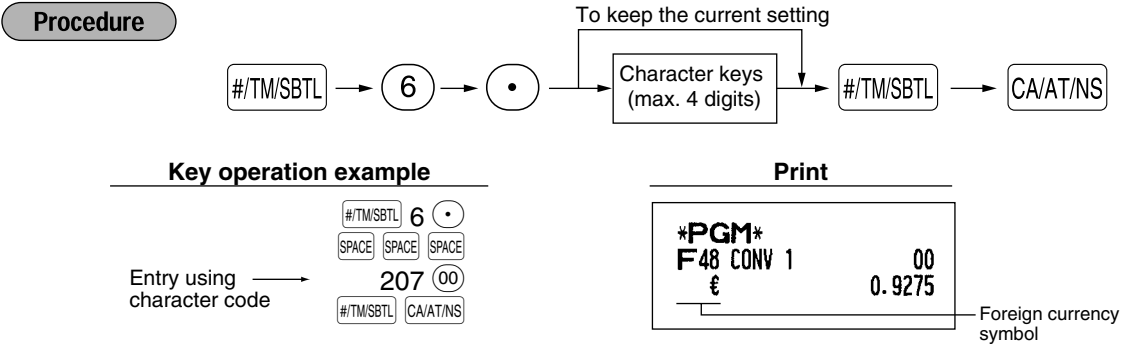 Procedure
To keep the current setting
#/TM/SBTL 6 • Character keys (max. 4 digits) #/TM/SBTL CA/AT/NS
Key operation example
#/TM/SBTL 6 •
SPACE SPACE SPACE
Entry using character code
207 00
#/TM/SBTL CA/AT/NS
Print
*PGM*
F48 CONV 1 00
€ 0.9275
Foreign currency
symbol